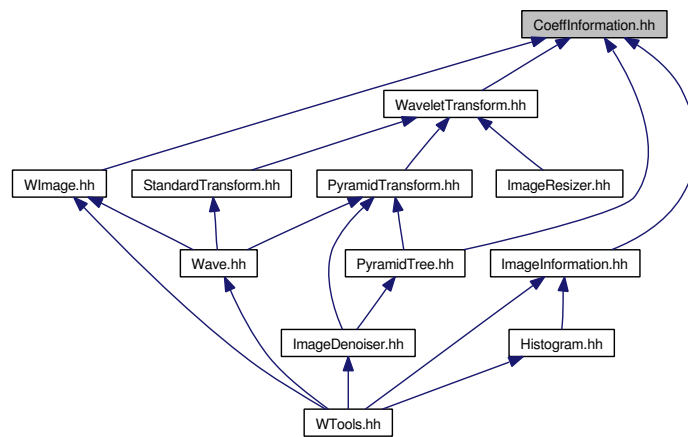 CoeffInformation.hh
WaveletTransform.hh
WImage.hh
StandardTransform.hh
PyramidTransform.hh
ImageResizer.hh
Wave.hh
PyramidTree.hh
ImageInformation.hh
ImageDenoiser.hh
Histogram.hh
WTools.hh